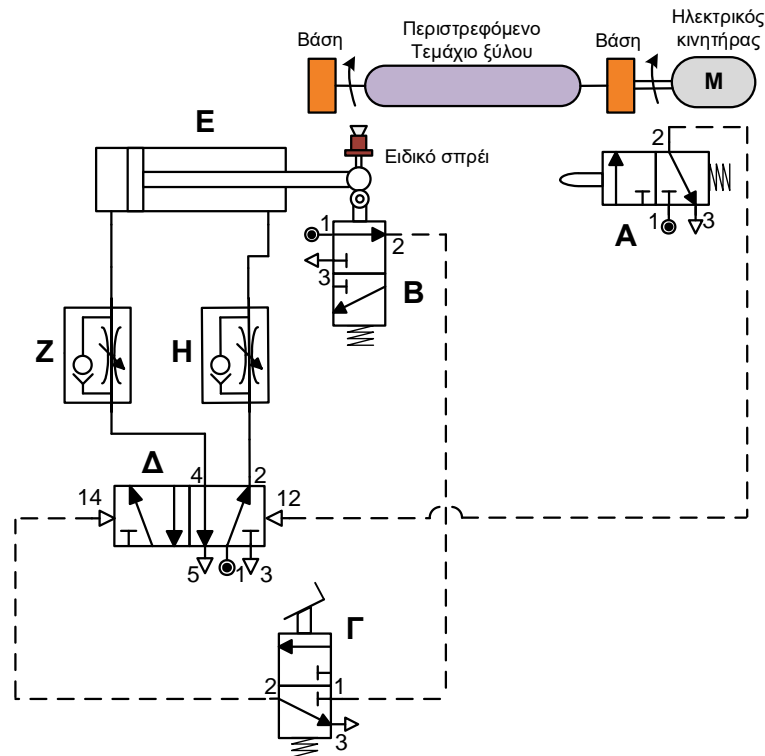 Βάση
Περιστρεφόμενο
Τεμάχιο ξύλου
Βάση
Ηλεκτρικός
κινητήρας
M
E
Ειδικό σπρέι
2
1
3
A
1
2
3
B
Z
H
Δ
4
2
14
12
5
1
3
Γ
2
1
3